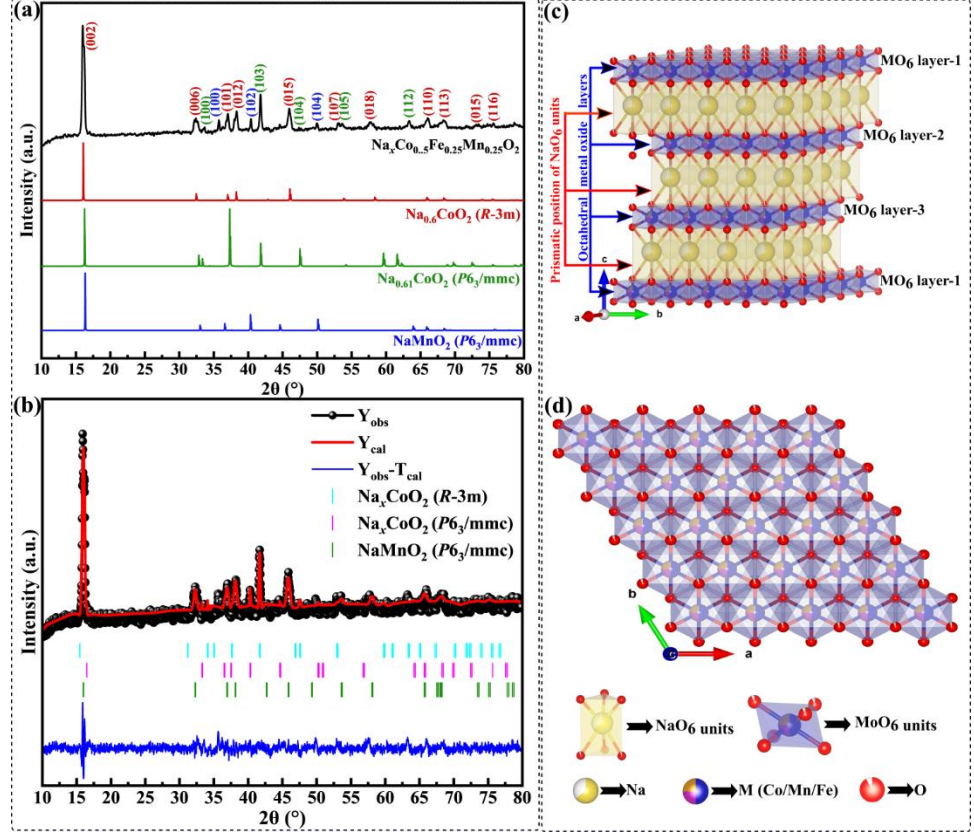 (a)
(002)
(006)
(100)
(100)
(101)
(012)
(102)
(103)
(015)
(104)
(104)
(107)
(105)
(018)
(112)
(110)
(113)
(015)
(116)
NaₓCo₀..₅Fe₀.₂₅Mn₀.₂₅O₂
Na₀.₆CoO₂ (R-3m)
Na₀.₆₁CoO₂ (P6₃/mmc)
NaMnO₂ (P6₃/mmc)
Intensity (a.u.)
10 15 20 25 30 35 40 45 50 55 60 65 70 75 80
2θ (°)
(b)
Yobs
Ycal
Yobs-Tcal
NaₓCoO₂ (R-3m)
NaₓCoO₂ (P6₃/mmc)
NaMnO₂ (P6₃/mmc)
Intensity (a.u.)
10 15 20 25 30 35 40 45 50 55 60 65 70 75 80
2θ (°)
(c)
MO₆ layer-1
MO₆ layer-2
MO₆ layer-3
MO₆ layer-1
Prismatic position of NaO₆ units
Octahedral metal oxide layers
c
a
b
(d)
b
c
a
NaO₆ units
MoO₆ units
Na
M (Co/Mn/Fe)
O